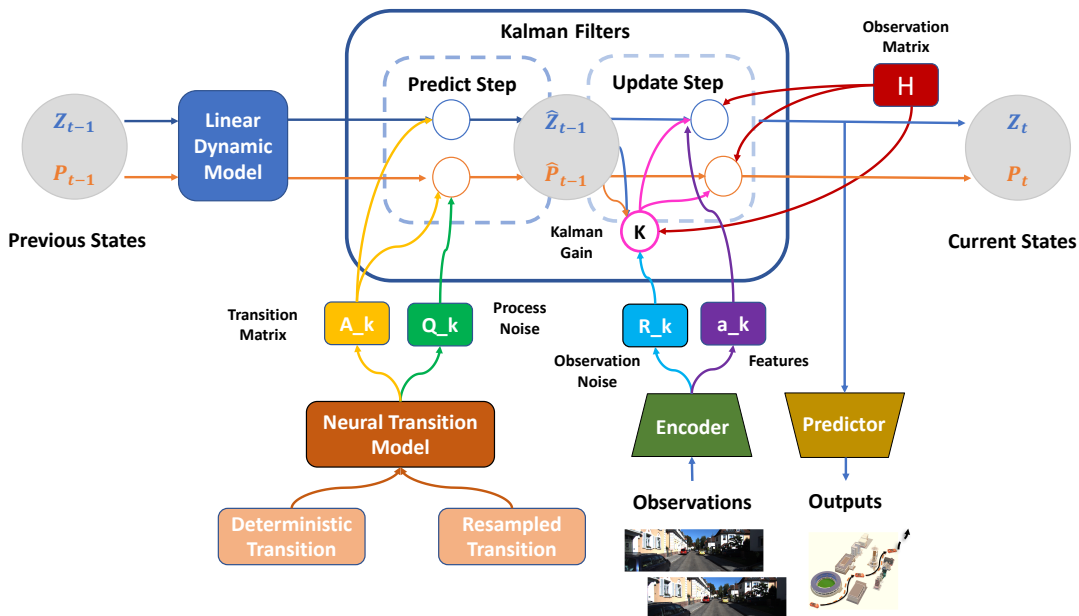 Kalman Filters
Observation
Matrix
H
Predict Step
Update Step
Z_{t-1}
P_{t-1}
Linear
Dynamic
Model
Ẑ_{t-1}
P̂_{t-1}
Z_t
P_t
Previous States
Kalman
Gain
K
Current States
Transition
Matrix
A_k
Q_k
Process
Noise
R_k
a_k
Observation
Noise
Features
Neural Transition
Model
Encoder
Predictor
Deterministic
Transition
Resampled
Transition
Observations
Outputs